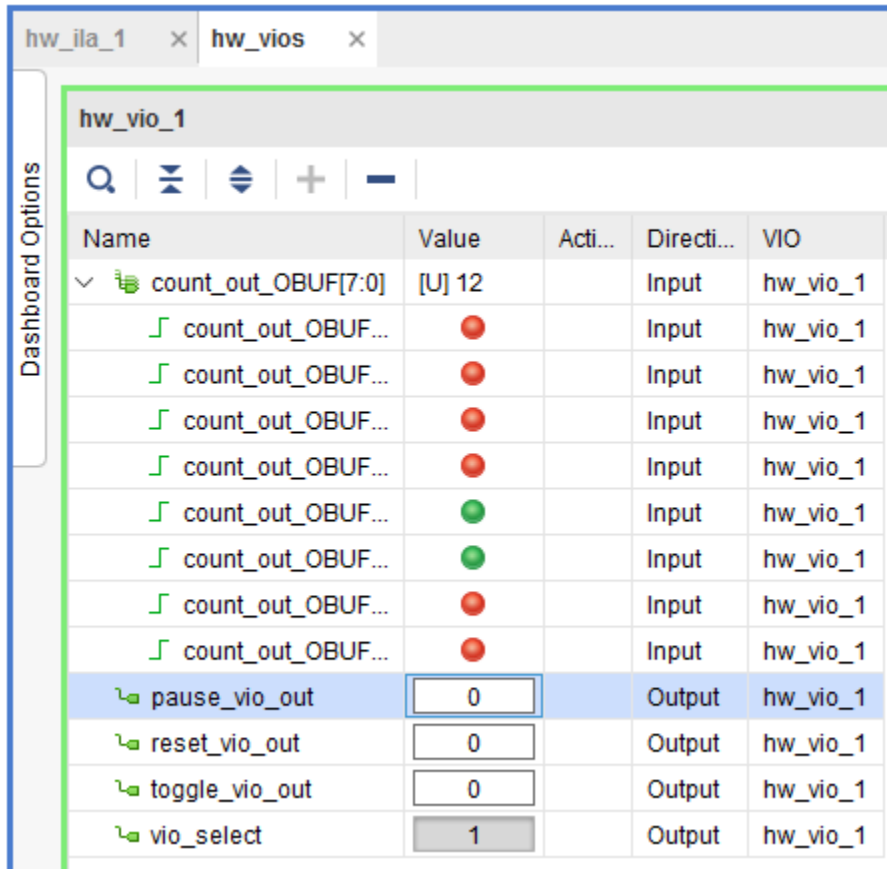 hw_ila_1 hw_vios
Dashboard Options
hw_vio_1
Name Value Acti... Directi... VIO
count_out_OBUF[7:0] [U] 12 Input hw_vio_1
count_out_OBUF... Input hw_vio_1
count_out_OBUF... Input hw_vio_1
count_out_OBUF... Input hw_vio_1
count_out_OBUF... Input hw_vio_1
count_out_OBUF... Input hw_vio_1
count_out_OBUF... Input hw_vio_1
count_out_OBUF... Input hw_vio_1
count_out_OBUF... Input hw_vio_1
pause_vio_out 0 Output hw_vio_1
reset_vio_out 0 Output hw_vio_1
toggle_vio_out 0 Output hw_vio_1
vio_select 1 Output hw_vio_1